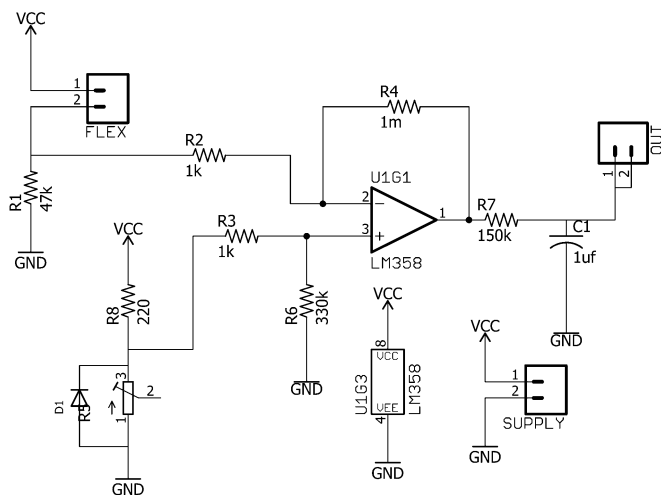 VCC
1
2
FLEX
R4
1m
R2
1k
OUT
1
2
R1
47k
U1G1
2
3
1
LM358
R7
150k
C1
1uf
R3
1k
GND
VCC
R8
220
R6
330k
GND
VCC
GND
VCC
8
VCC
U1G3
LM358
VEE
4
GND
1
2
SUPPLY
GND
D1
R5
3
2
1
GND